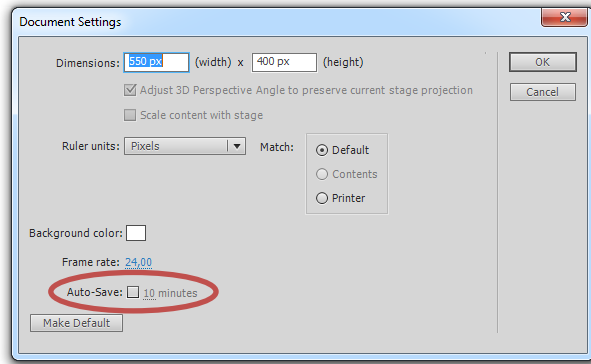 Document Settings
Dimensions: 550 px (width) x 400 px (height)
OK
Adjust 3D Perspective Angle to preserve current stage projection
Cancel
Scale content with stage
Ruler units: Pixels Match: Default
Contents
Printer
Background color:
Frame rate: 24,00
Auto-Save: 10 minutes
Make Default